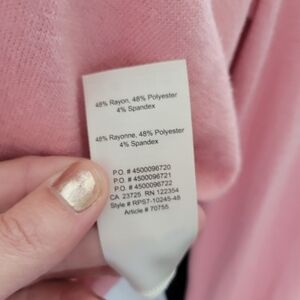 48% Rayon, 48% Polyester
4% Spandex
48% Rayonne, 48% Polyester
4% Spandex
P.O. # 4500096720
P.O. # 4500096721
P.O. # 4500096722
CA 23725 RN 122354
Style # RPS7-10245-48
Article # 70755